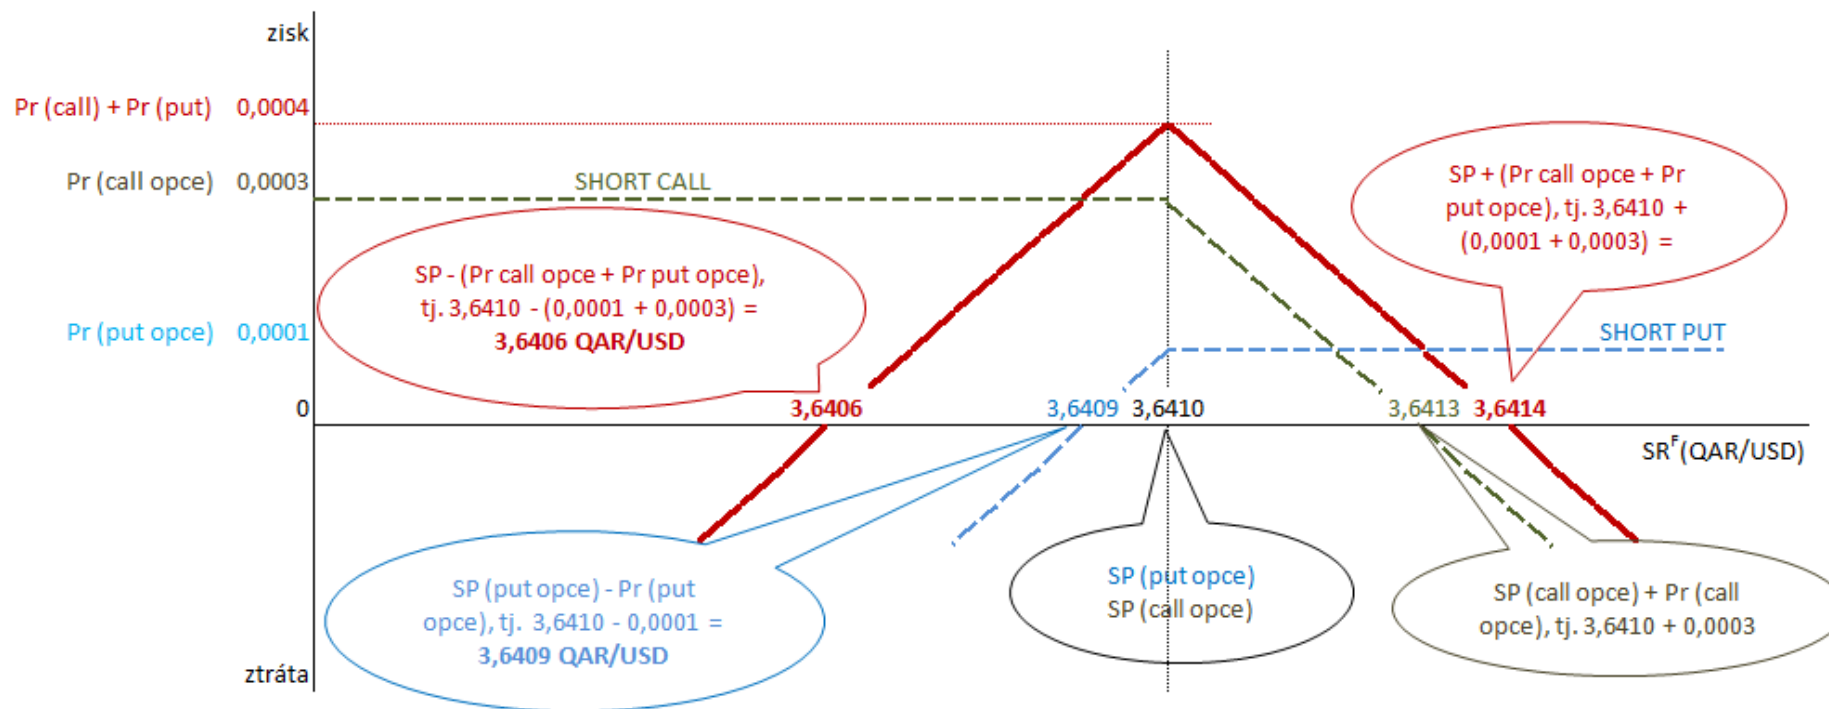 zisk
Pr (call) + Pr (put) 0,0004
Pr (call opce) 0,0003
SHORT CALL
SP + (Pr call opce + Pr
put opce), tj. 3,6410 +
(0,0001 + 0,0003) =
SP - (Pr call opce + Pr put opce),
tj. 3,6410 - (0,0001 + 0,0003) =
3,6406 QAR/USD
Pr (put opce) 0,0001
SHORT PUT
0
3,6406 3,6409 3,6410 3,6413 3,6414
SRF (QAR/USD)
SP (put opce) - Pr (put
opce), tj. 3,6410 - 0,0001 =
3,6409 QAR/USD
SP (put opce)
SP (call opce)
SP (call opce) + Pr (call
opce), tj. 3,6410 + 0,0003
ztráta